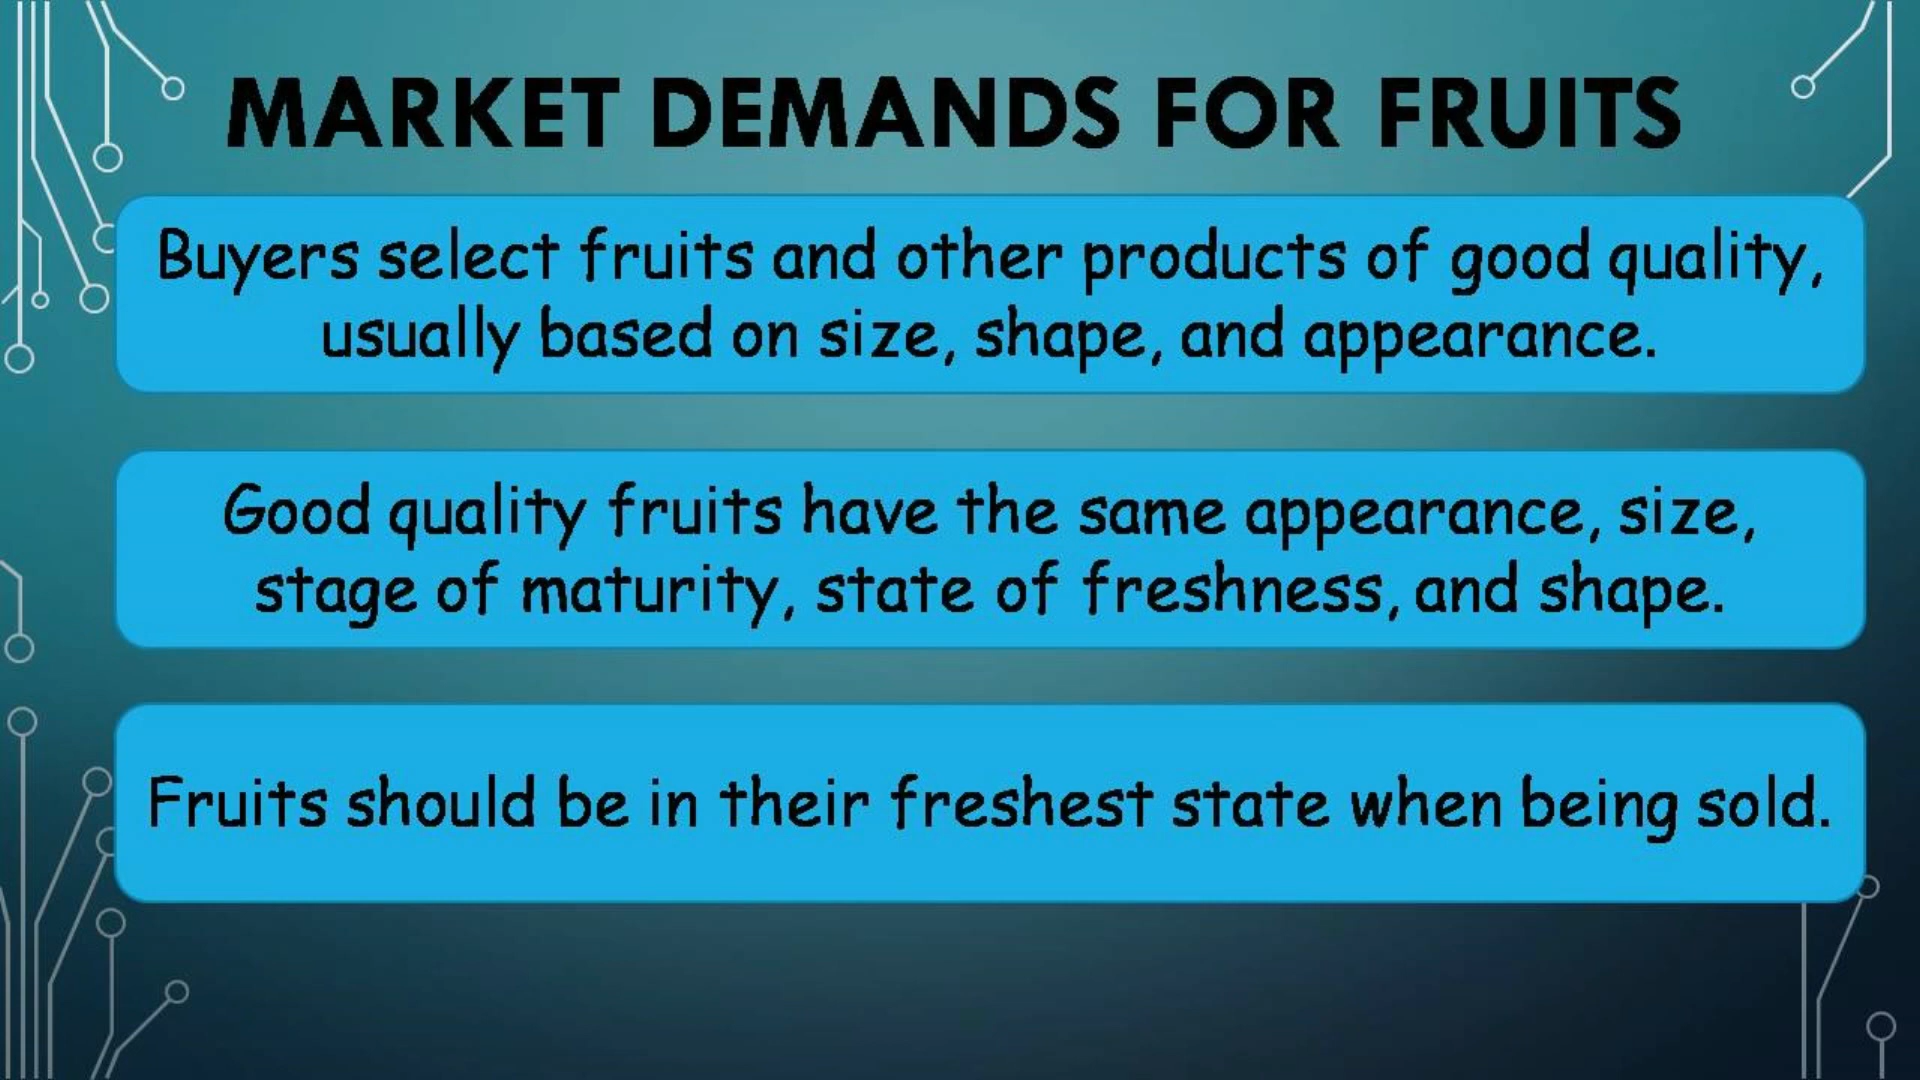 MARKET DEMANDS FOR FRUITS
Buyers select fruits and other products of good quality,
usually based on size, shape, and appearance.
Good quality fruits have the same appearance, size,
stage of maturity, state of freshness, and shape.
Fruits should be in their freshest state when being sold.